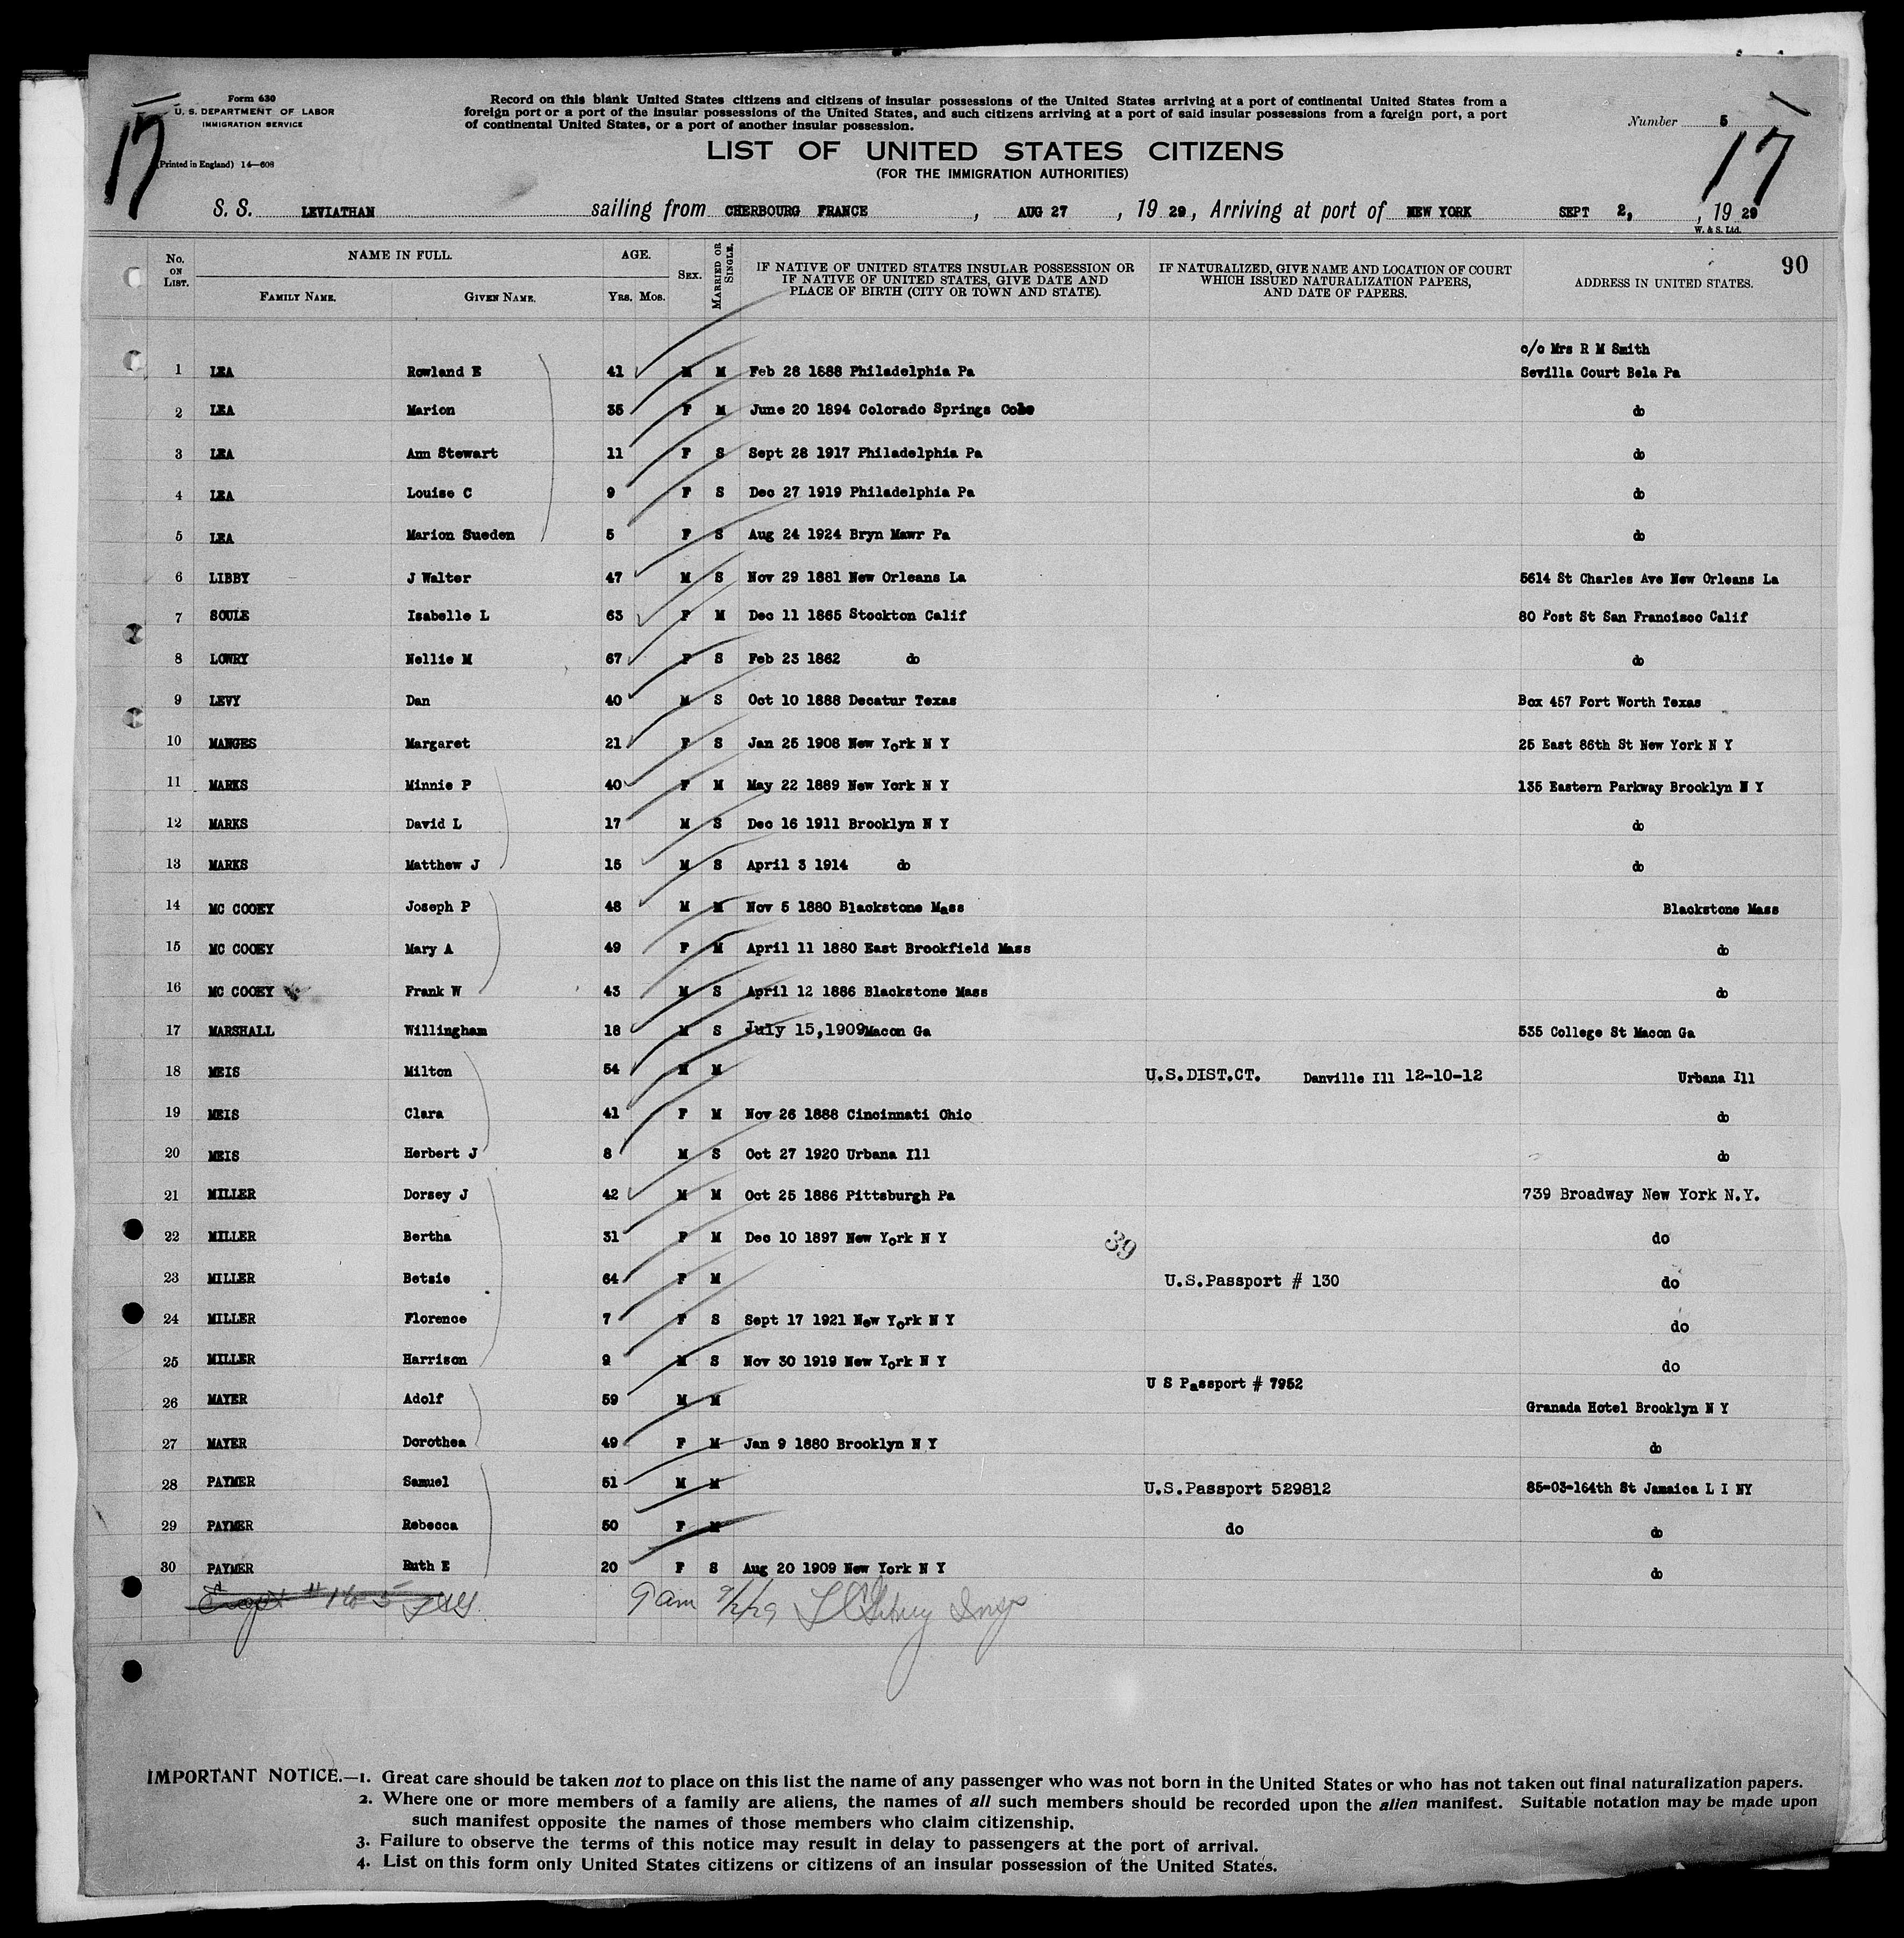 Form 630
U. S. DEPARTMENT OF LABOR
IMMIGRATION SERVICE
(Printed in England) 14—608
17
Record on this blank United States citizens and citizens of insular possessions of the United States arriving at a port of continental United States from a
foreign port or a port of the insular possessions of the United States, and such citizens arriving at a port of said insular possessions from a foreign port, a port
of continental United States, or a port of another insular possession.
Number 5
17
LIST OF UNITED STATES CITIZENS
(FOR THE IMMIGRATION AUTHORITIES)
S. S. LEVIATHAN sailing from CHERBOURG FRANCE , AUG 27 , 19 29, Arriving at port of NEW YORK SEPT 2, , 19 29
W. & S. Ltd.
90
No. ON LIST. NAME IN FULL. FAMILY NAME. GIVEN NAME. AGE. YRS. MOS. SEX. MARRIED OR SINGLE. IF NATIVE OF UNITED STATES INSULAR POSSESSION OR IF NATIVE OF UNITED STATES, GIVE DATE AND PLACE OF BIRTH (CITY OR TOWN AND STATE). IF NATURALIZED, GIVE NAME AND LOCATION OF COURT WHICH ISSUED NATURALIZATION PAPERS, AND DATE OF PAPERS. ADDRESS IN UNITED STATES.
c/o Mrs R M Smith
1 LEA Rowland E 41 M M Feb 28 1888 Philadelphia Pa Sevilla Court Bela Pa
2 LEA Marion 35 F M June 20 1894 Colorado Springs Colo do
3 LEA Ann Stewart 11 F S Sept 28 1917 Philadelphia Pa do
4 LEA Louise C 9 F S Dec 27 1919 Philadelphia Pa do
5 LEA Marion Sueden 5 F S Aug 24 1924 Bryn Mawr Pa do
6 LIBBY J Walter 47 M S Nov 29 1881 New Orleans La 5614 St Charles Ave New Orleans La
7 SOULE Isabelle L 63 F M Dec 11 1865 Stockton Calif 80 Post St San Francisco Calif
8 LOWRY Nellie M 67 F S Feb 23 1862 do do
9 LEVY Dan 40 M S Oct 10 1888 Decatur Texas Box 457 Fort Worth Texas
10 MANGES Margaret 21 F S Jan 25 1908 New York N Y 25 East 86th St New York N Y
11 MARKS Minnie P 40 F M May 22 1889 New York N Y 135 Eastern Parkway Brooklyn N Y
12 MARKS David L 17 M S Dec 16 1911 Brooklyn N Y do
13 MARKS Matthew J 15 M S April 3 1914 do do
14 MC COOEY Joseph P 48 M M Nov 5 1880 Blackstone Mass Blackstone Mass
15 MC COOEY Mary A 49 F M April 11 1880 East Brookfield Mass do
16 MC COOEY Frank W 43 M S April 12 1886 Blackstone Mass do
17 MARSHALL Willingham 18 M S July 15,1909 Macon Ga 535 College St Macon Ga
18 MEIS Milton 54 M M U.S.DIST.CT. Danville Ill 12-10-12 Urbana Ill
19 MEIS Clara 41 F M Nov 26 1888 Cincinnati Ohio do
20 MEIS Herbert J 8 M S Oct 27 1920 Urbana Ill do
21 MILLER Dorsey J 42 M M Oct 25 1886 Pittsburgh Pa 739 Broadway New York N.Y.
22 MILLER Bertha 31 F M Dec 10 1897 New York N Y 39 do
23 MILLER Betsie 64 F M U.S.Passport # 130 do
24 MILLER Florence 7 F S Sept 17 1921 New York N Y do
25 MILLER Harrison 9 M S Nov 30 1919 New York N Y do
26 MAYER Adolf 59 M M U S Passport # 7952 Granada Hotel Brooklyn N Y
27 MAYER Dorothea 49 F M Jan 9 1880 Brooklyn N Y do
28 PAYMER Samuel 51 M M U.S.Passport 529812 85-03-164th St Jamaica L I NY
29 PAYMER Rebecca 50 F M do do
30 PAYMER Ruth E 20 F S Aug 20 1909 New York N Y do
9 am 9/2/29
IMPORTANT NOTICE.—1. Great care should be taken not to place on this list the name of any passenger who was not born in the United States or who has not taken out final naturalization papers.
2. Where one or more members of a family are aliens, the names of all such members should be recorded upon the alien manifest. Suitable notation may be made upon
such manifest opposite the names of those members who claim citizenship.
3. Failure to observe the terms of this notice may result in delay to passengers at the port of arrival.
4. List on this form only United States citizens or citizens of an insular possession of the United States.